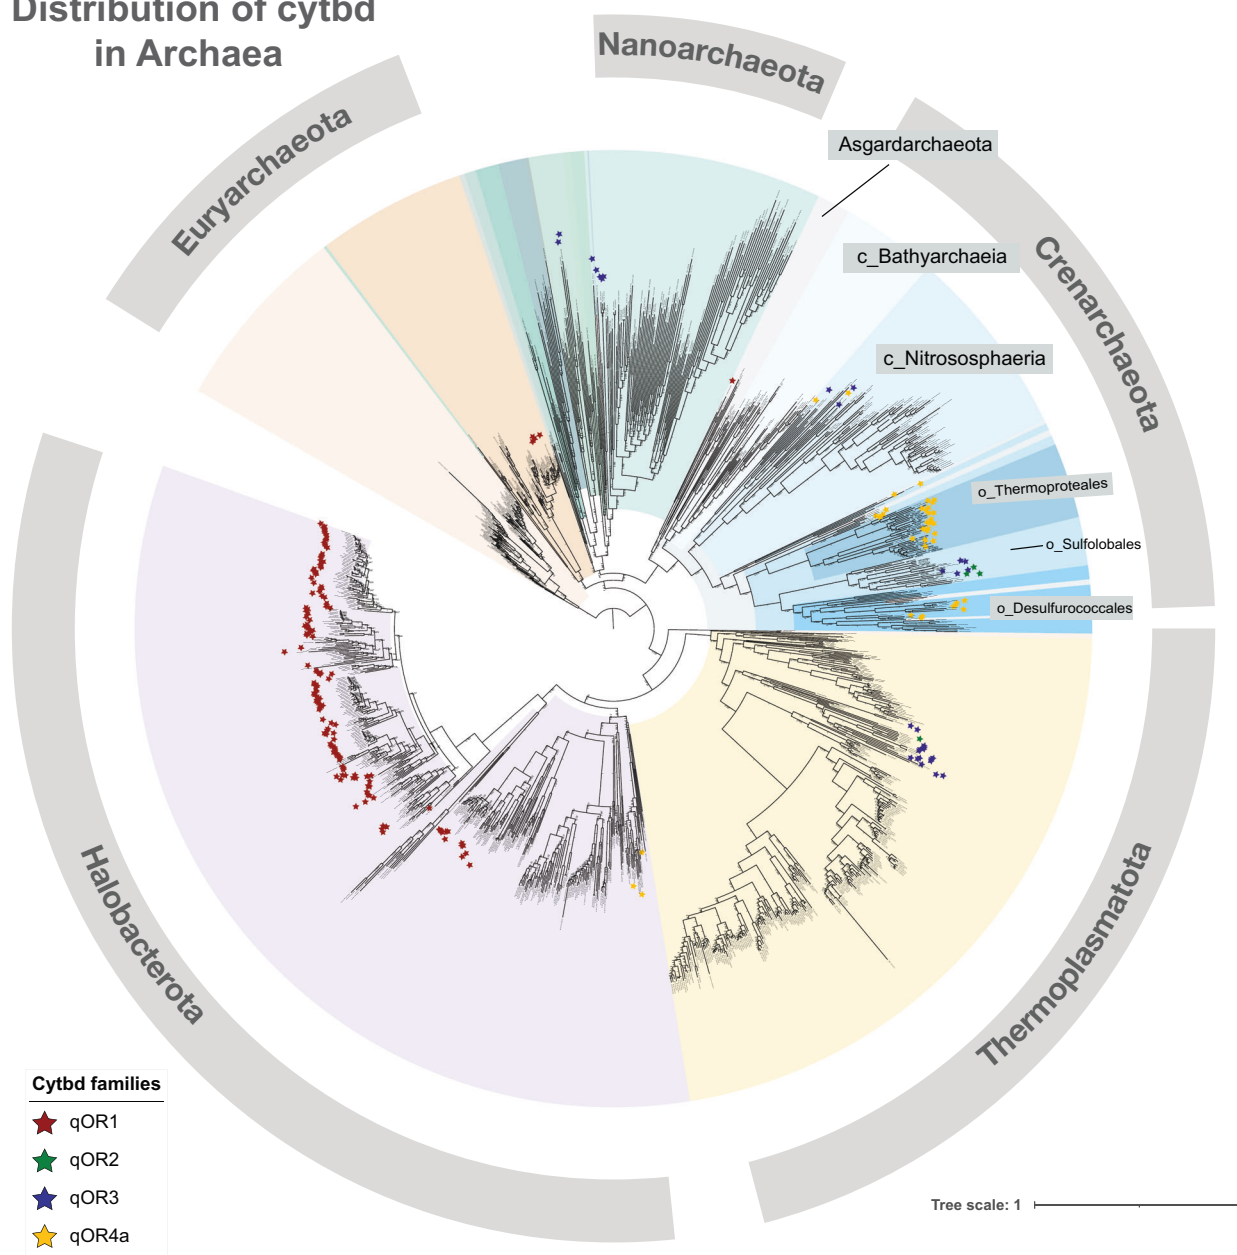 Distribution of cytbd
in Archaea
Nanoarchaeota
Euryarchaeota
Asgardarchaeota
Crenarchaeota
c_Bathyarchaeia
c_Nitrososphaeria
o_Thermoproteales
o_Sulfolobales
o_Desulfurococcales
Halobacterota
Thermoplasmatota
Cytbd families
qOR1
qOR2
qOR3
qOR4a
Tree scale: 1